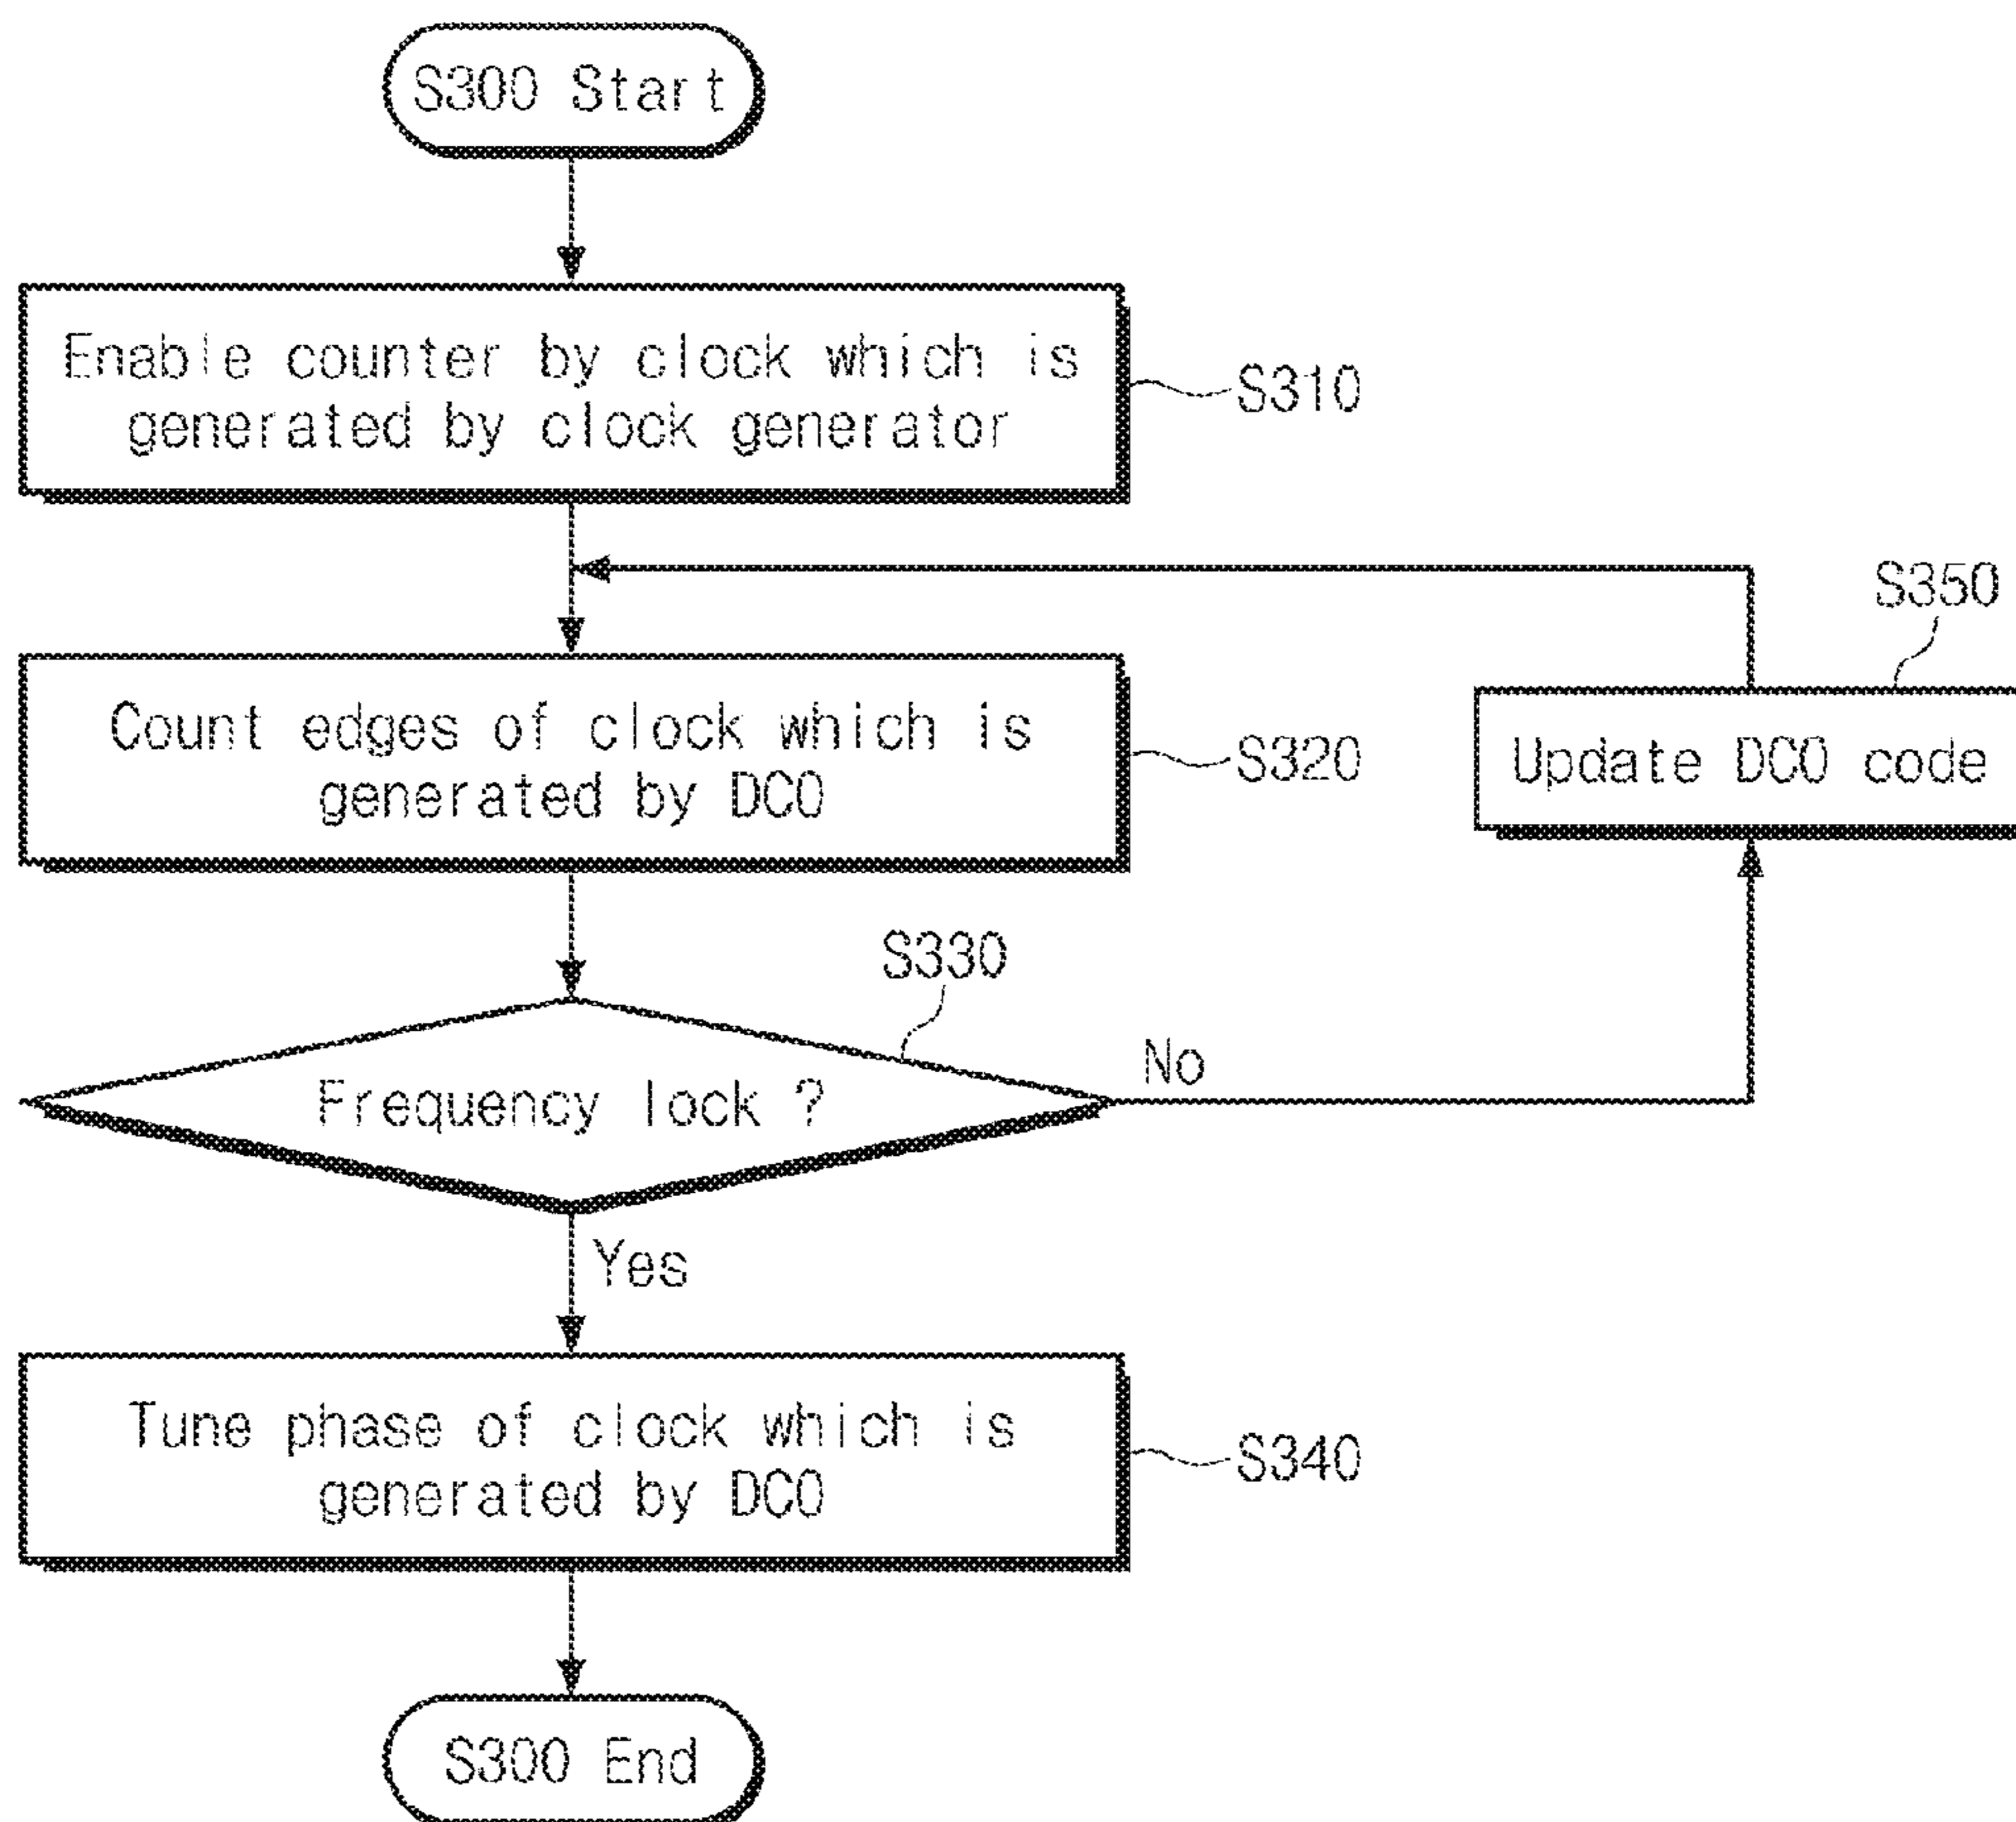 S300 Start
Enable counter by clock which is
generated by clock generator
S310
S350
Count edges of clock which is
generated by DCO
S320
Update DCO code
S330
Frequency lock ?
No
Yes
Tune phase of clock which is
generated by DCO
S340
S300 End